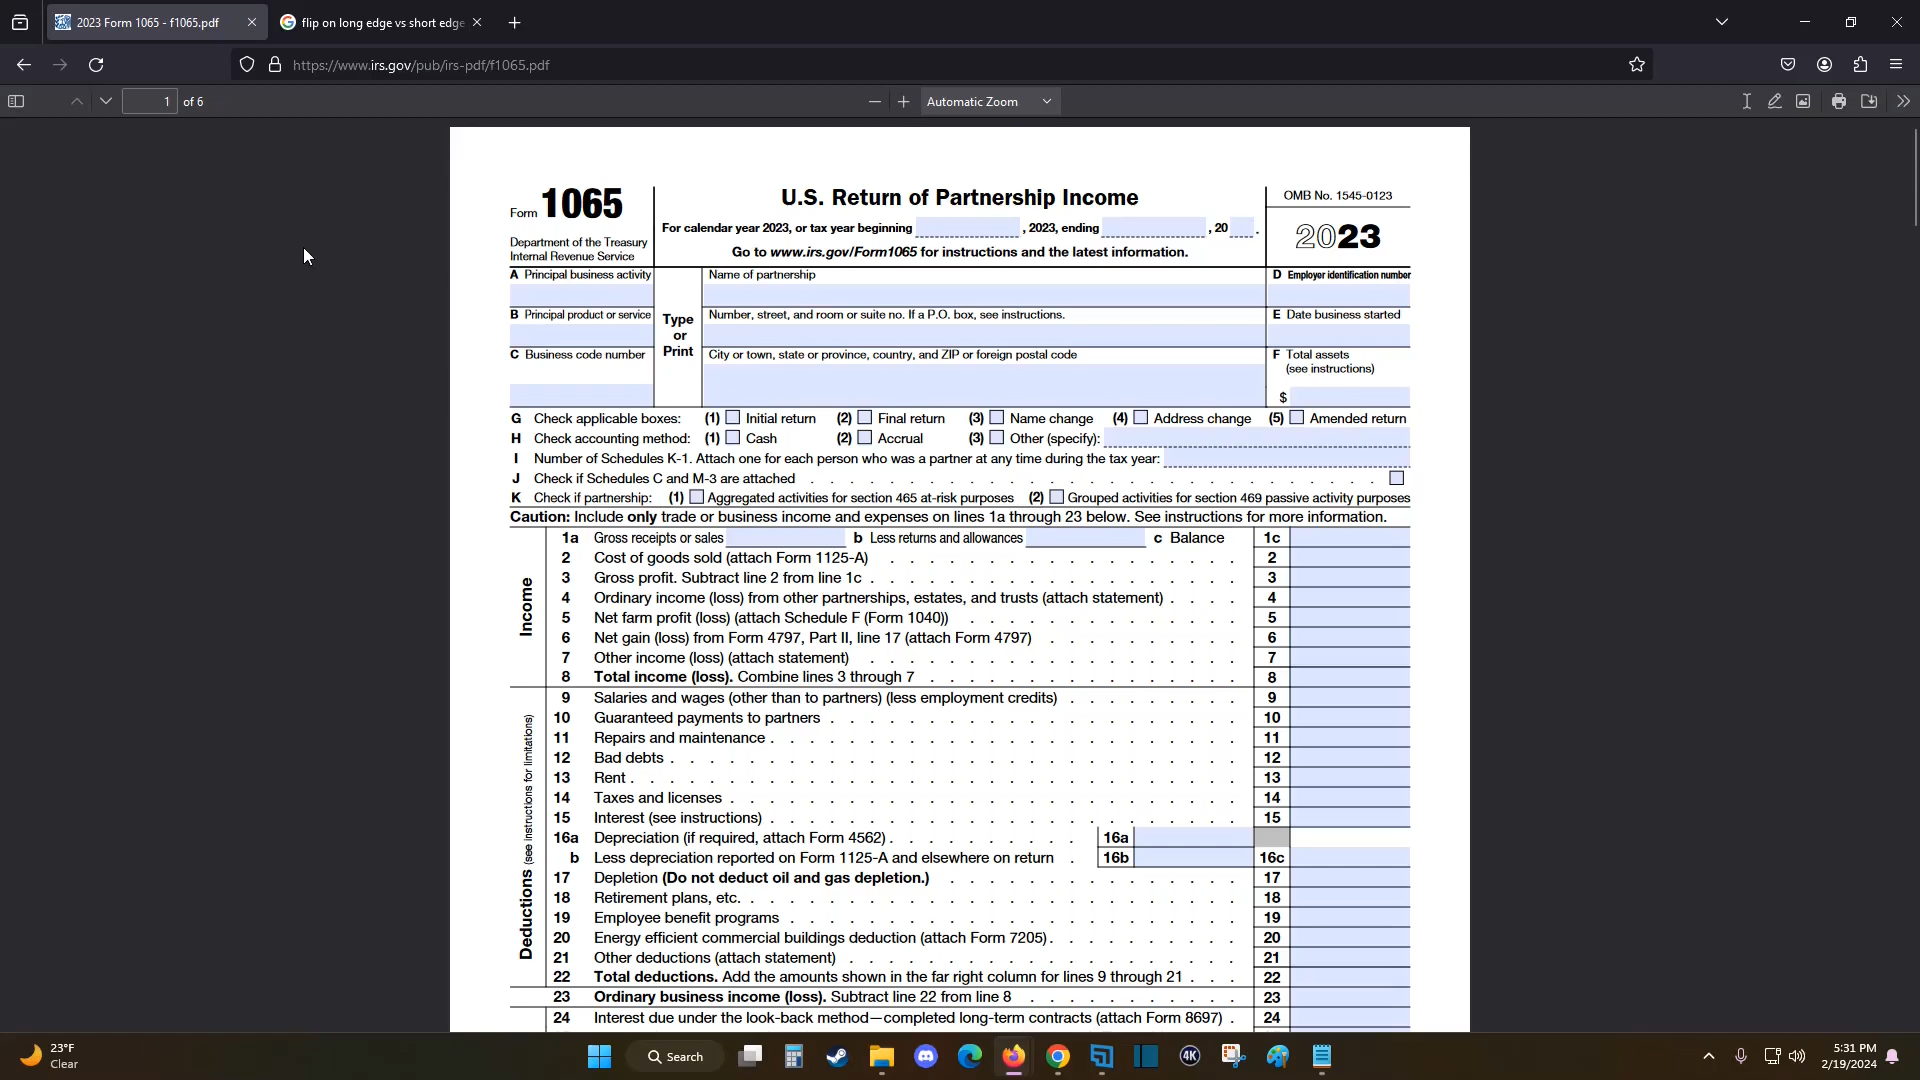 2023 Form 1065 - f1065.pdf
flip on long edge vs short edge
https://www.irs.gov/pub/irs-pdf/f1065.pdf
1 of 6
Automatic Zoom
Form 1065
Department of the Treasury
Internal Revenue Service
U.S. Return of Partnership Income
For calendar year 2023, or tax year beginning , 2023, ending , 20 .
Go to www.irs.gov/Form1065 for instructions and the latest information.
OMB No. 1545-0123
2023
A Principal business activity
B Principal product or service
C Business code number
Type
or
Print
Name of partnership
Number, street, and room or suite no. If a P.O. box, see instructions.
City or town, state or province, country, and ZIP or foreign postal code
D Employer identification number
E Date business started
F Total assets
(see instructions)
$
G Check applicable boxes: (1) Initial return (2) Final return (3) Name change (4) Address change (5) Amended return
H Check accounting method: (1) Cash (2) Accrual (3) Other (specify):
I Number of Schedules K-1. Attach one for each person who was a partner at any time during the tax year:
J Check if Schedules C and M-3 are attached . . . . . . . . . . . . . . . . . . . . . . . . . . . . .
K Check if partnership: (1) Aggregated activities for section 465 at-risk purposes (2) Grouped activities for section 469 passive activity purposes
Caution: Include only trade or business income and expenses on lines 1a through 23 below. See instructions for more information.
Income
1a Gross receipts or sales b Less returns and allowances c Balance 1c
2 Cost of goods sold (attach Form 1125-A) . . . . . . . . . . . . . . . . . . 2
3 Gross profit. Subtract line 2 from line 1c . . . . . . . . . . . . . . . . . . . 3
4 Ordinary income (loss) from other partnerships, estates, and trusts (attach statement) . . . . 4
5 Net farm profit (loss) (attach Schedule F (Form 1040)) . . . . . . . . . . . . . . 5
6 Net gain (loss) from Form 4797, Part II, line 17 (attach Form 4797) . . . . . . . . . . 6
7 Other income (loss) (attach statement) . . . . . . . . . . . . . . . . . . . 7
8 Total income (loss). Combine lines 3 through 7 . . . . . . . . . . . . . . . . 8
Deductions (see instructions for limitations)
9 Salaries and wages (other than to partners) (less employment credits) . . . . . . . . . 9
10 Guaranteed payments to partners . . . . . . . . . . . . . . . . . . . . . 10
11 Repairs and maintenance . . . . . . . . . . . . . . . . . . . . . . . . 11
12 Bad debts . . . . . . . . . . . . . . . . . . . . . . . . . . . . . 12
13 Rent . . . . . . . . . . . . . . . . . . . . . . . . . . . . . . . 13
14 Taxes and licenses . . . . . . . . . . . . . . . . . . . . . . . . . . 14
15 Interest (see instructions) . . . . . . . . . . . . . . . . . . . . . . . . 15
16a Depreciation (if required, attach Form 4562) . . . . . . . . . . 16a
b Less depreciation reported on Form 1125-A and elsewhere on return . 16b 16c
17 Depletion (Do not deduct oil and gas depletion.) . . . . . . . . . . . . . . . 17
18 Retirement plans, etc. . . . . . . . . . . . . . . . . . . . . . . . . . 18
19 Employee benefit programs . . . . . . . . . . . . . . . . . . . . . . . 19
20 Energy efficient commercial buildings deduction (attach Form 7205) . . . . . . . . . . 20
21 Other deductions (attach statement) . . . . . . . . . . . . . . . . . . . . 21
22 Total deductions. Add the amounts shown in the far right column for lines 9 through 21 . . . 22
23 Ordinary business income (loss). Subtract line 22 from line 8 . . . . . . . . . . . 23
24 Interest due under the look-back method—completed long-term contracts (attach Form 8697) . 24
23°F
Clear
Search
4K
5:31 PM
2/19/2024